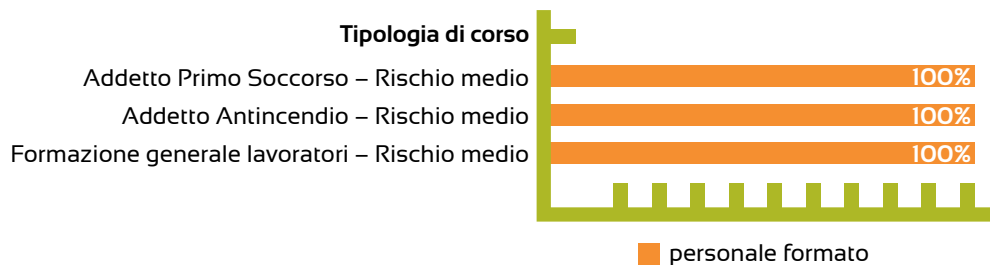 Tipologia di corso
Addetto Primo Soccorso – Rischio medio 100%
Addetto Antincendio – Rischio medio 100%
Formazione generale lavoratori – Rischio medio 100%
personale formato